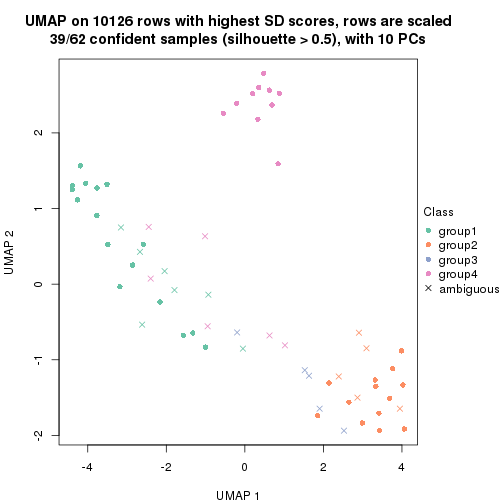 UMAP on 10126 rows with highest SD scores, rows are scaled
39/62 confident samples (silhouette > 0.5), with 10 PCs
2
1
0
-1
-2
UMAP 2
-4
-2
0
2
4
UMAP 1
Class
group1
group2
group3
group4
ambiguous